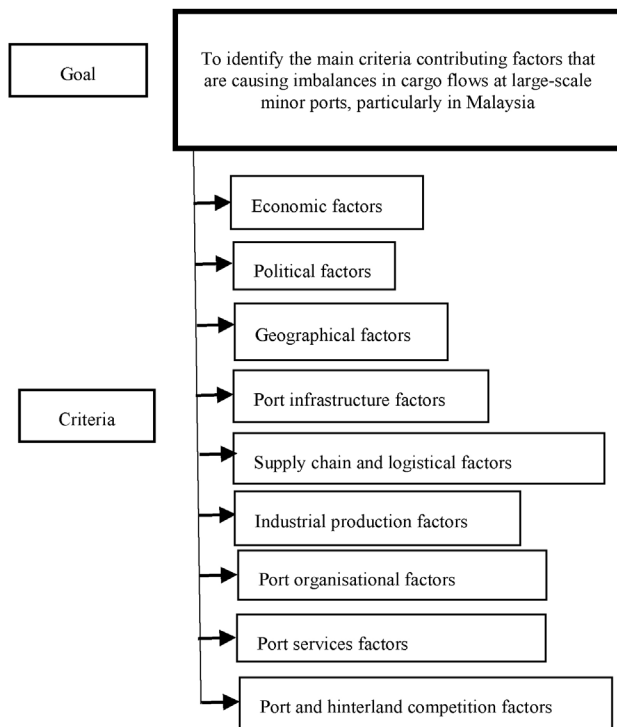 Goal
To identify the main criteria contributing factors that
are causing imbalances in cargo flows at large-scale
minor ports, particularly in Malaysia
Economic factors
Political factors
Geographical factors
Port infrastructure factors
Criteria
Supply chain and logistical factors
Industrial production factors
Port organisational factors
Port services factors
Port and hinterland competition factors